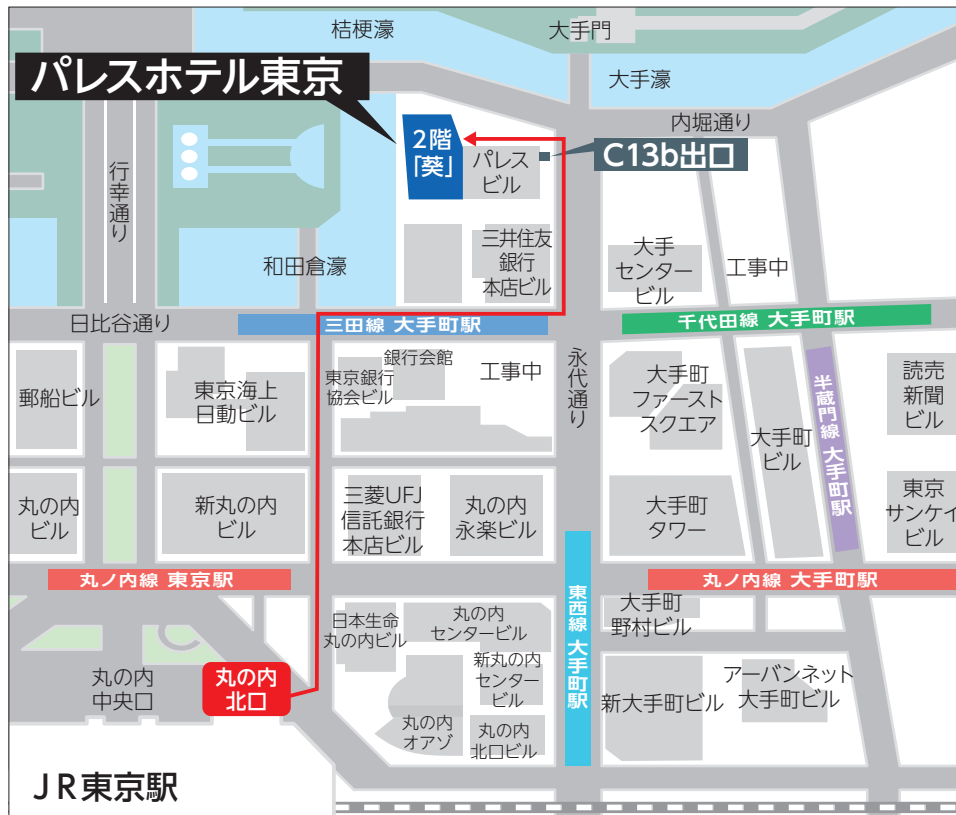 桔梗濠
大手門
パレスホテル東京
大手濠
内堀通り
2階
「葵」
パレス
ビル
C13b出口
行幸通り
和田倉濠
三井住友
銀行
本店ビル
大手
センター
ビル
工事中
日比谷通り
三田線 大手町駅
千代田線 大手町駅
郵船ビル
東京海上
日動ビル
東京銀行
協会ビル
銀行会館
工事中
永代通り
大手町
ファースト
スクエア
大手町
ビル
半蔵門線 大手町駅
読売
新聞
ビル
丸の内
ビル
新丸の内
ビル
三菱UFJ
信託銀行
本店ビル
丸の内
永楽ビル
大手町
タワー
東京
サンケイ
ビル
丸ノ内線 東京駅
東西線 大手町駅
丸ノ内線 大手町駅
日本生命
丸の内ビル
丸の内
センタービル
大手町
野村ビル
丸の内
中央口
丸の内
北口
新丸の内
センター
ビル
新大手町ビル
アーバンネット
大手町ビル
丸の内
オアゾ
丸の内
北口ビル
JR東京駅